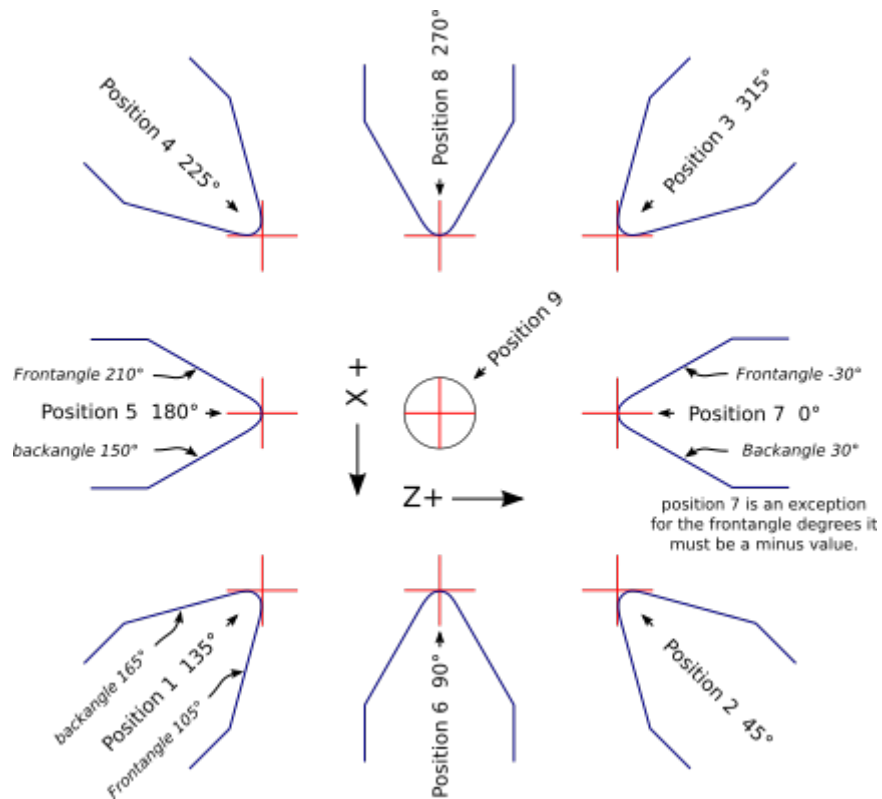 Position 4 225°
Position 8 270°
Position 3 315°
Position 9
X +
Z+
Frontangle 210°
Position 5 180°
backangle 150°
Frontangle -30°
Position 7 0°
Backangle 30°
position 7 is an exception
for the frontangle degrees it
must be a minus value.
backangle 165°
Position 1 135°
Frontangle 105°
Position 6 90°
Position 2 45°